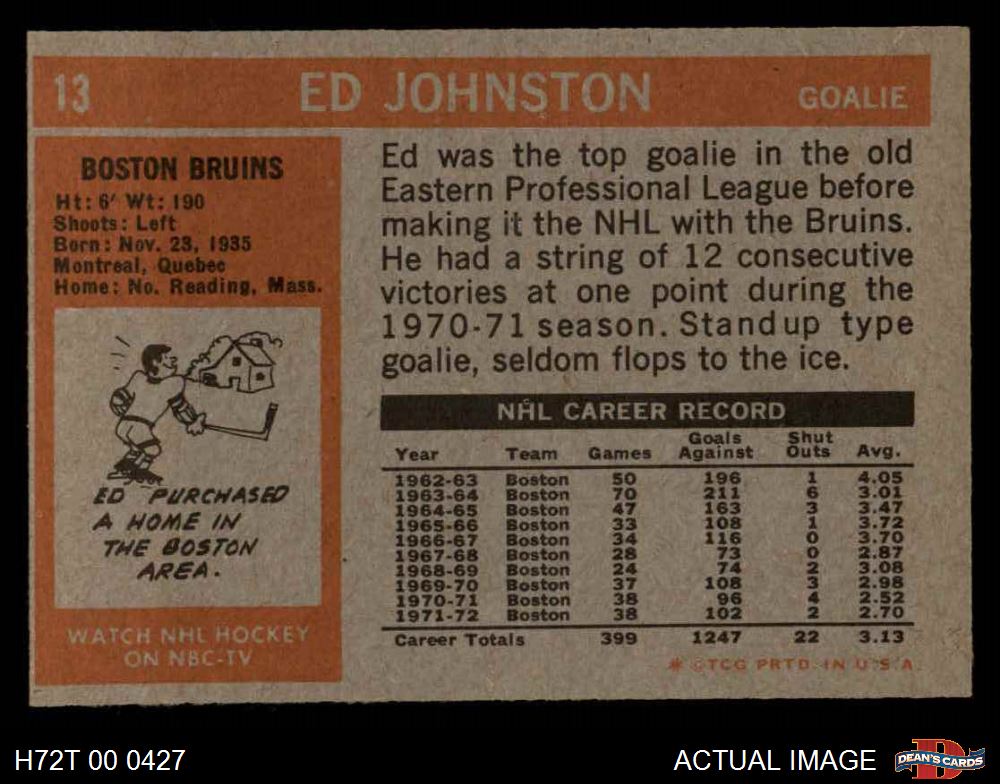 13 ED JOHNSTON GOALIE
BOSTON BRUINS
Ht: 6' Wt: 190
Shoots: Left
Born: Nov. 23, 1935
Montreal, Quebec
Home: No. Reading, Mass.
ED PURCHASED
A HOME IN
THE BOSTON
AREA.
WATCH NHL HOCKEY
ON NBC-TV
Ed was the top goalie in the old
Eastern Professional League before
making it the NHL with the Bruins.
He had a string of 12 consecutive
victories at one point during the
1970-71 season. Standup type
goalie, seldom flops to the ice.
NHL CAREER RECORD
Year Team Games Goals Against Shut Outs Avg.
1962-63 Boston 50 196 1 4.05
1963-64 Boston 70 211 6 3.01
1964-65 Boston 47 163 3 3.47
1965-66 Boston 33 108 1 3.72
1966-67 Boston 34 116 0 3.70
1967-68 Boston 28 73 0 2.87
1968-69 Boston 24 74 2 3.08
1969-70 Boston 37 108 3 2.98
1970-71 Boston 38 96 4 2.52
1971-72 Boston 38 102 2 2.70
Career Totals 399 1247 22 3.13
* ©TCG PRTD. IN U.S.A.
H72T 00 0427 ACTUAL IMAGE DEAN'S CARDS